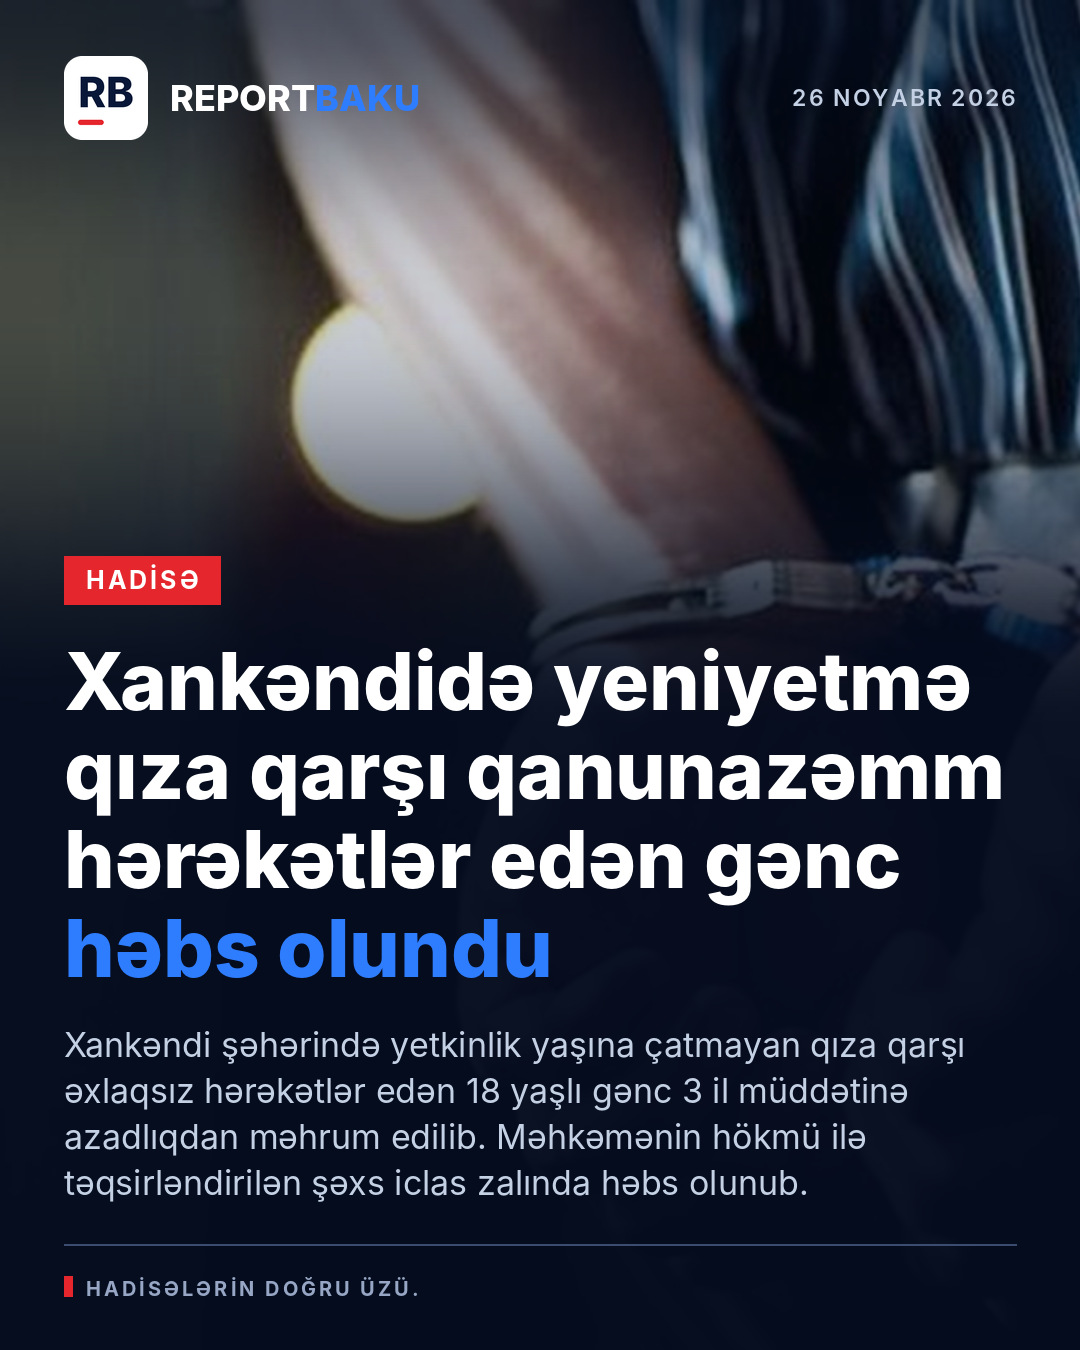 RB
REPORTBAKU
26 NOYABR 2026
HADİSƏ
Xankəndidə yeniyetmə
qıza qarşı qanunazəmm
hərəkətlər edən gənc
həbs olundu
Xankəndi şəhərində yetkinlik yaşına çatmayan qıza qarşı
əxlaqsız hərəkətlər edən 18 yaşlı gənc 3 il müddətinə
azadlıqdan məhrum edilib. Məhkəmənin hökmü ilə
təqsirləndirilən şəxs iclas zalında həbs olunub.
HADİSƏLƏRİN DOĞRU ÜZÜ.